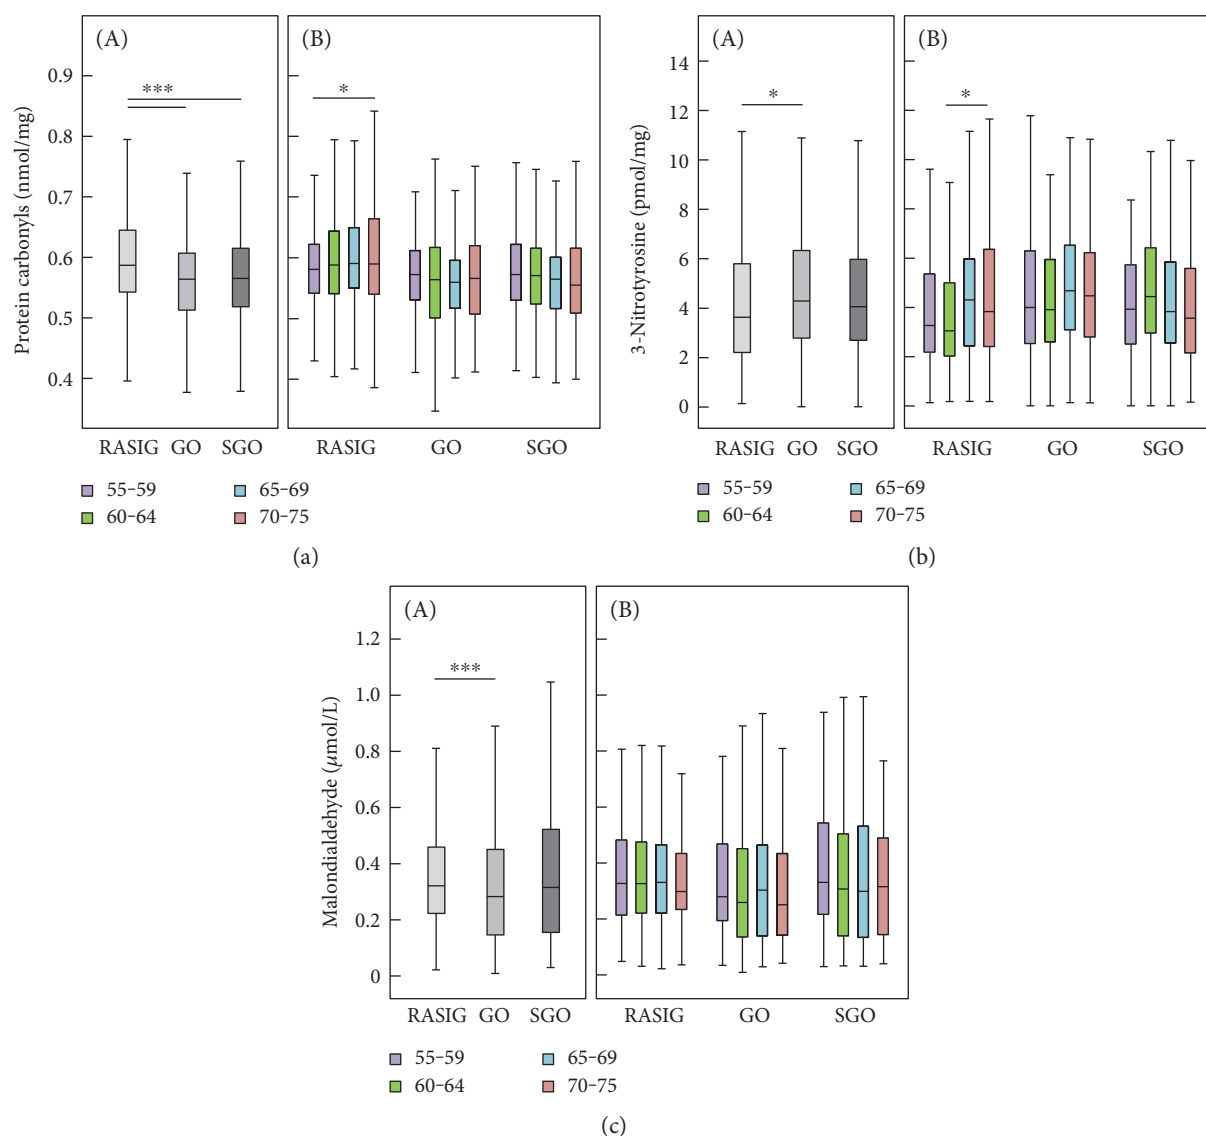 (A)
(B)
Protein carbonyls (nmol/mg)
0.9
0.8
0.7
0.6
0.5
0.4
***
*
RASIG GO SGO
RASIG GO SGO
55–59 65–69
60–64 70–75
(a)
(A)
(B)
3-Nitrotyrosine (pmol/mg)
14
12
10
8
6
4
2
0
*
*
RASIG GO SGO
RASIG GO SGO
55–59 65–69
60–64 70–75
(b)
(A)
(B)
Malondialdehyde (μmol/L)
1.2
1.0
0.8
0.6
0.4
0.2
0
***
RASIG GO SGO
RASIG GO SGO
55–59 65–69
60–64 70–75
(c)